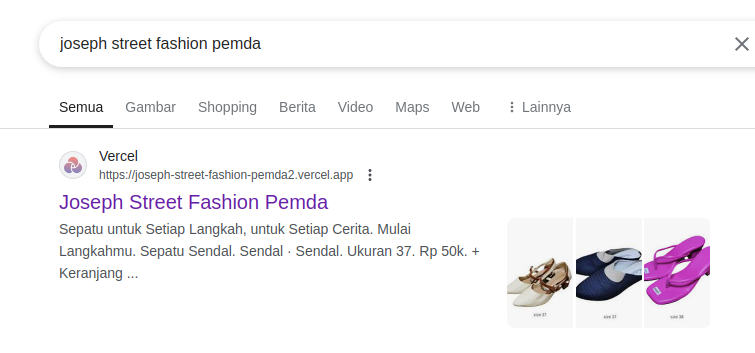 joseph street fashion pemda
Semua Gambar Shopping Berita Video Maps Web Lainnya
Vercel
https://joseph-street-fashion-pemda2.vercel.app
Joseph Street Fashion Pemda
Sepatu untuk Setiap Langkah, untuk Setiap Cerita. Mulai
Langkahmu. Sepatu Sendal. Sendal · Sendal. Ukuran 37. Rp 50k. +
Keranjang ...
size 37 size 37 size 38